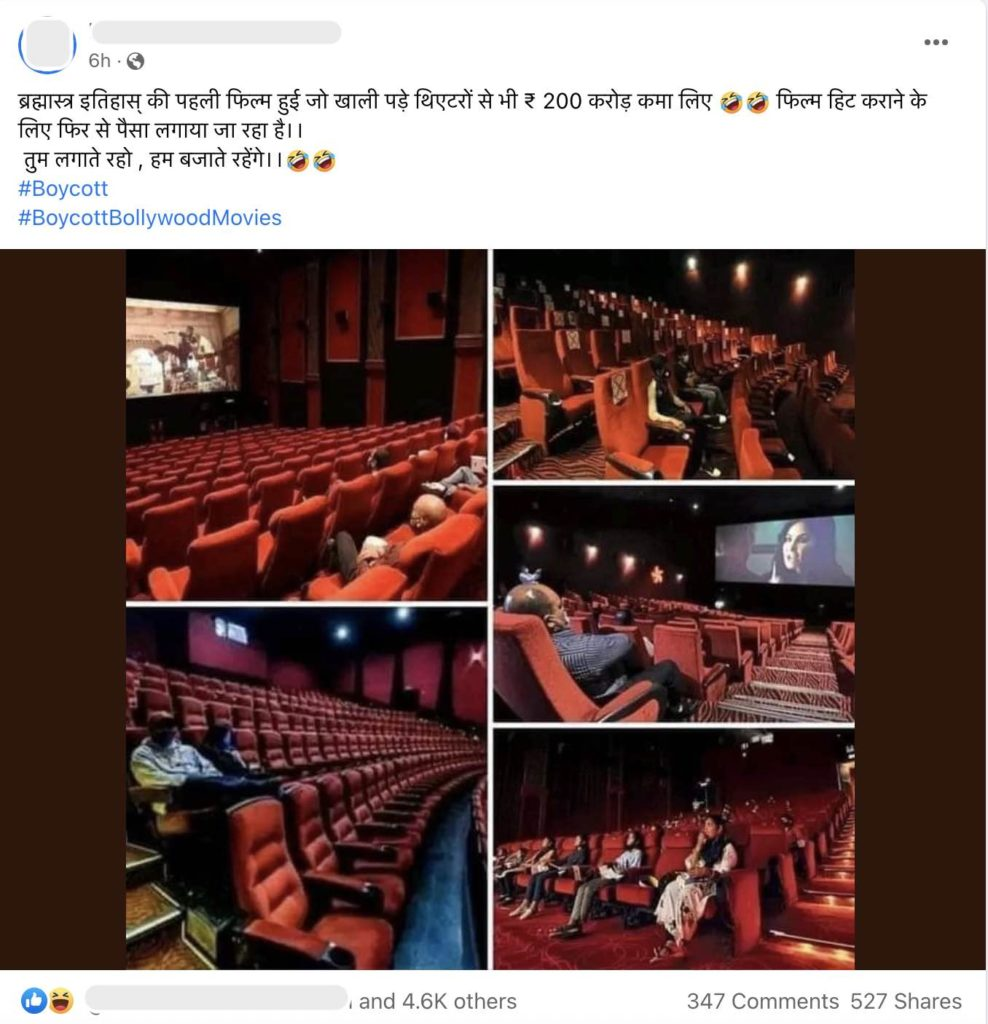 6h
ब्रह्मास्त्र इतिहास् की पहली फिल्म हुई जो खाली पड़े थिएटरों से भी ₹ 200 करोड़ कमा लिए 🤣🤣 फिल्म हिट कराने के
लिए फिर से पैसा लगाया जा रहा है।।
तुम लगाते रहो , हम बजाते रहेंगे।।🤣🤣
#Boycott
#BoycottBollywoodMovies
and 4.6K others 347 Comments 527 Shares